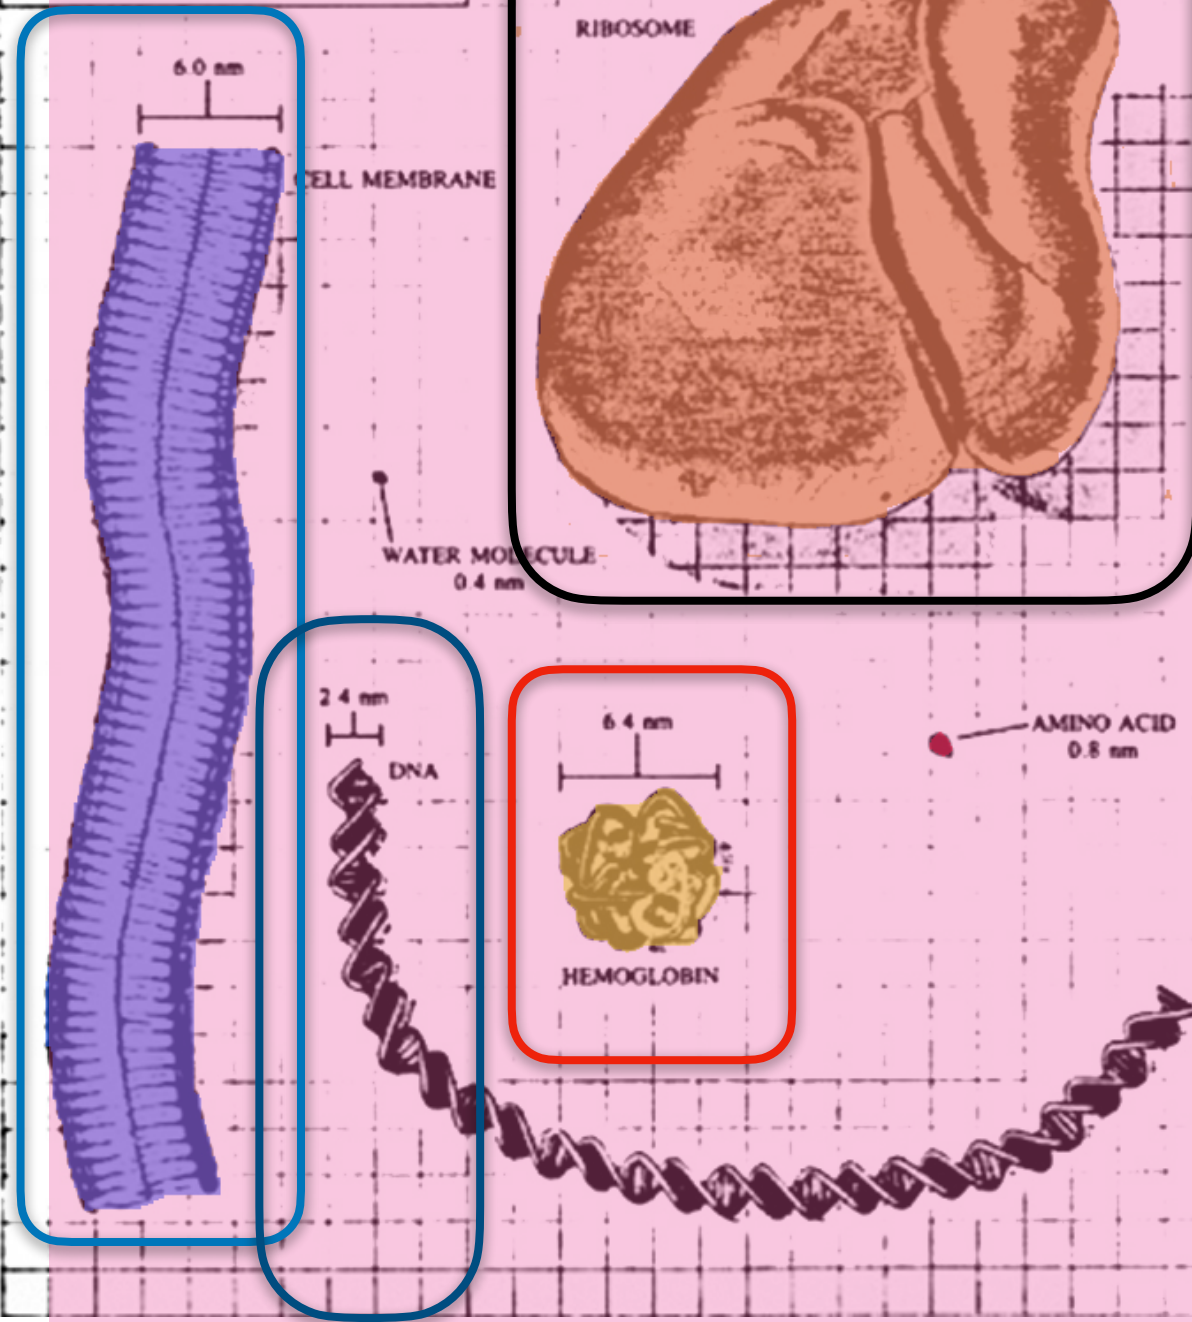 RIBOSOME
6.0 nm
CELL MEMBRANE
WATER MOLECULE
0.4 nm
2.4 nm
DNA
6.4 nm
HEMOGLOBIN
AMINO ACID
0.8 nm